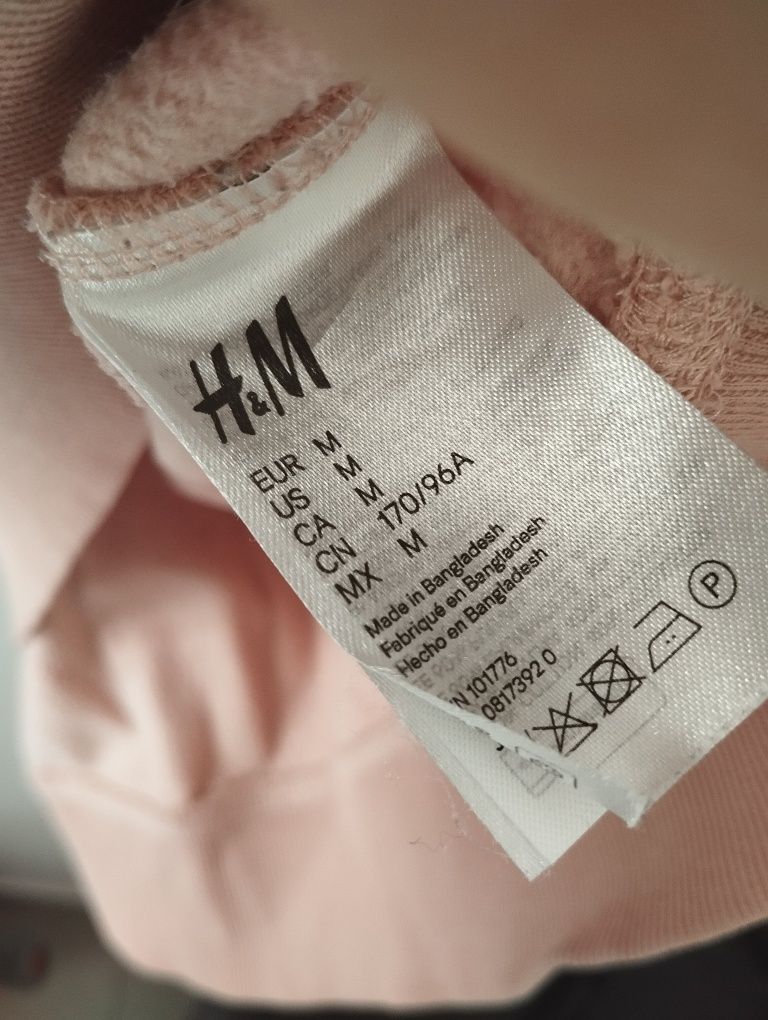 H&M
EUR M
US M
CA M
CN 170/96A
MX M
Made in Bangladesh
Fabriqué en Bangladesh
Hecho en Bangladesh
N 101776
0817392 0
P